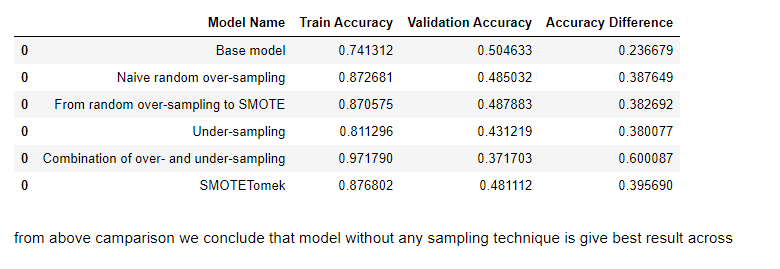 Model Name Train Accuracy Validation Accuracy Accuracy Difference
0 Base model 0.741312 0.504633 0.236679
0 Naive random over-sampling 0.872681 0.485032 0.387649
0 From random over-sampling to SMOTE 0.870575 0.487883 0.382692
0 Under-sampling 0.811296 0.431219 0.380077
0 Combination of over- and under-sampling 0.971790 0.371703 0.600087
0 SMOTETomek 0.876802 0.481112 0.395690
from above camparison we conclude that model without any sampling technique is give best result across